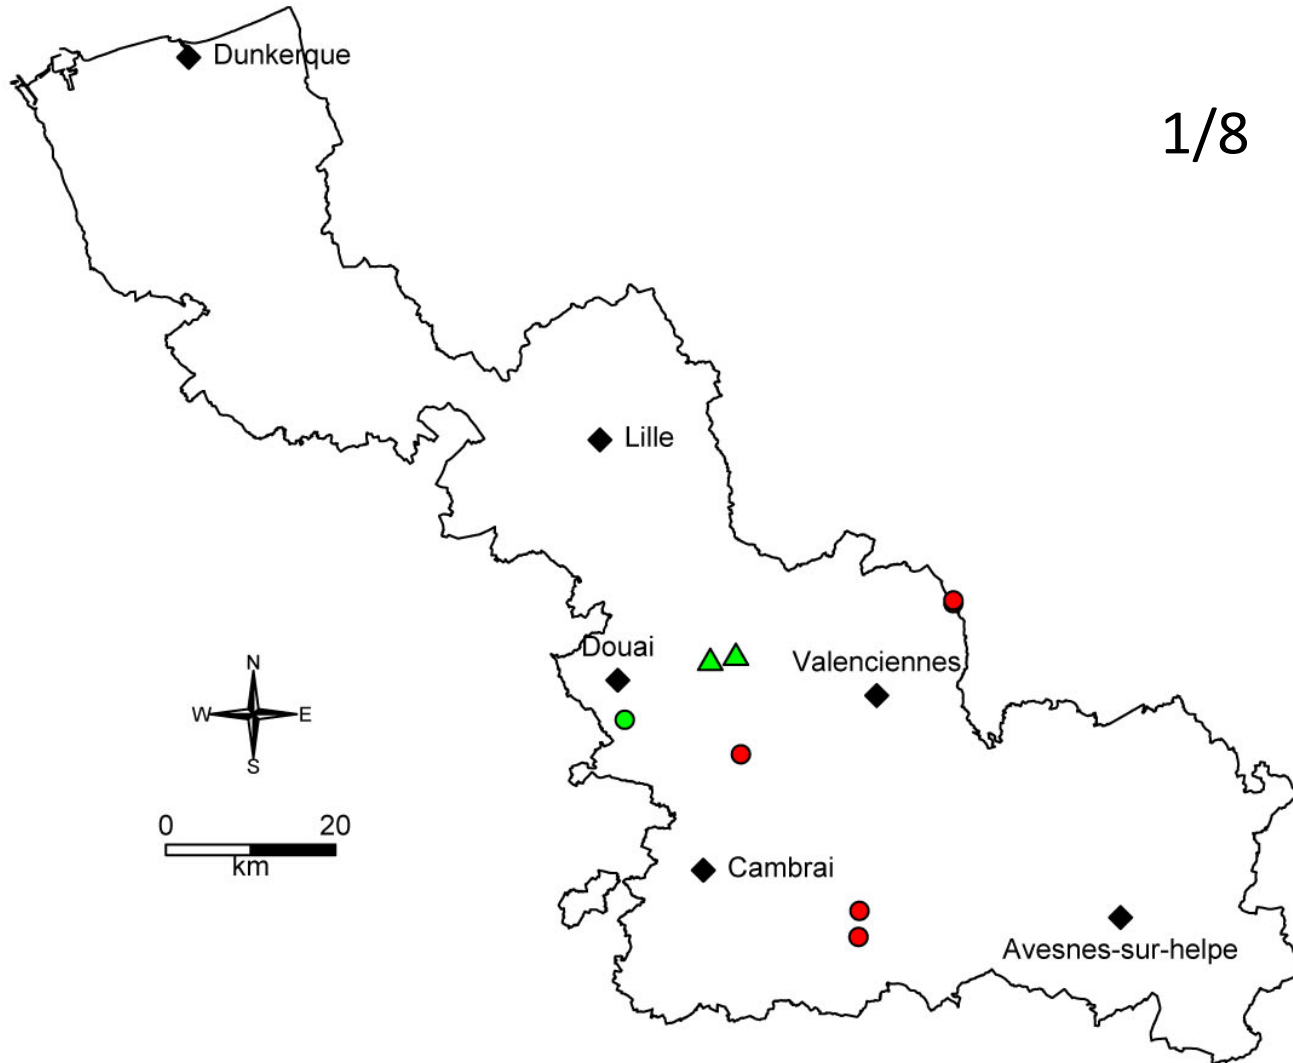 Dunkerque
1/8
Lille
Douai
Valenciennes
N
W E
S
0 20
km
Cambrai
Avesnes-sur-helpe